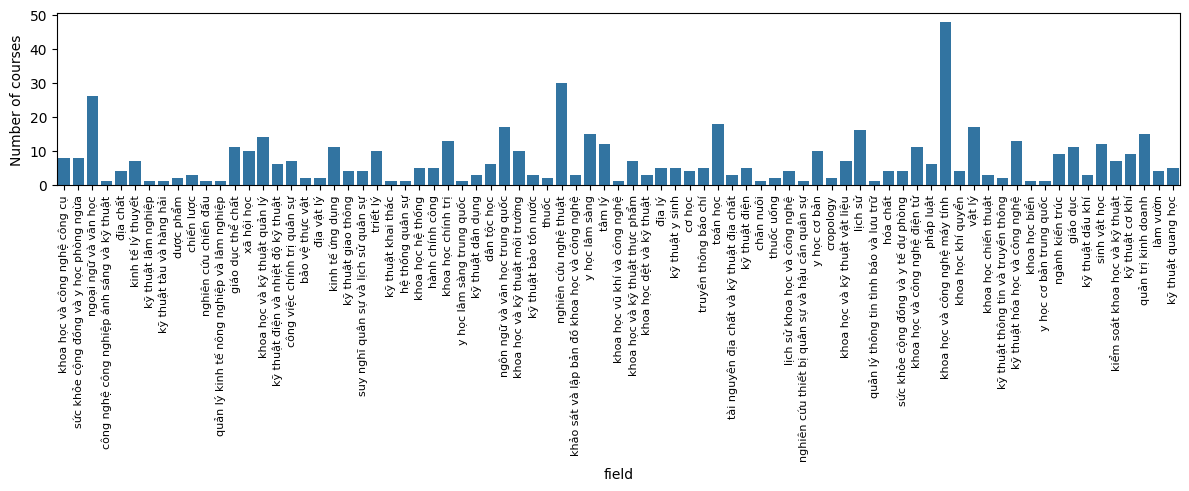 50
40
30
20
10
0
Number of courses
khoa học và công nghệ công cụ
sức khỏe cộng đồng và y học phòng ngừa
ngoại ngữ và văn học
công nghệ công nghiệp ánh sáng và kỹ thuật
địa chất
kinh tế lý thuyết
kỹ thuật lâm nghiệp
kỹ thuật tàu và hàng hải
dược phẩm
chiến lược
nghiên cứu chiến đấu
quản lý kinh tế nông nghiệp và lâm nghiệp
giáo dục thể chất
xã hội học
khoa học và kỹ thuật quản lý
kỹ thuật điện và nhiệt độ kỹ thuật
công việc chính trị quân sự
bảo vệ thực vật
địa vật lý
kinh tế ứng dụng
kỹ thuật giao thông
suy nghĩ quân sự và lịch sử quân sự
triết lý
kỹ thuật khai thác
hệ thống quân sự
khoa học hệ thống
hành chính công
khoa học chính trị
y học lâm sàng trung quốc
kỹ thuật dân dụng
dân tộc học
ngôn ngữ và văn học trung quốc
khoa học và kỹ thuật môi trường
kỹ thuật bảo tồn nước
thuốc
nghiên cứu nghệ thuật
khảo sát và lập bản đồ khoa học và công nghệ
y học lâm sàng
tâm lý
khoa học vũ khí và công nghệ
khoa học và kỹ thuật thực phẩm
khoa học dệt và kỹ thuật
địa lý
kỹ thuật y sinh
cơ học
truyền thông báo chí
toán học
tài nguyên địa chất và kỹ thuật địa chất
kỹ thuật điện
chăn nuôi
thuốc uống
lịch sử khoa học và công nghệ
nghiên cứu thiết bị quân sự và hậu cần quân sự
y học cơ bản
cropology
khoa học và kỹ thuật vật liệu
lịch sử
quản lý thông tin tình báo và lưu trữ
hóa chất
sức khỏe cộng đồng và y tế dự phòng
khoa học và công nghệ điện tử
pháp luật
khoa học và công nghệ máy tính
khoa học khí quyển
vật lý
khoa học chiến thuật
kỹ thuật thông tin và truyền thông
kỹ thuật hóa học và công nghệ
khoa học biển
y học cơ bản trung quốc
ngành kiến trúc
giáo dục
kỹ thuật dầu khí
sinh vật học
kiểm soát khoa học và kỹ thuật
kỹ thuật cơ khí
quản trị kinh doanh
làm vườn
kỹ thuật quang học
field